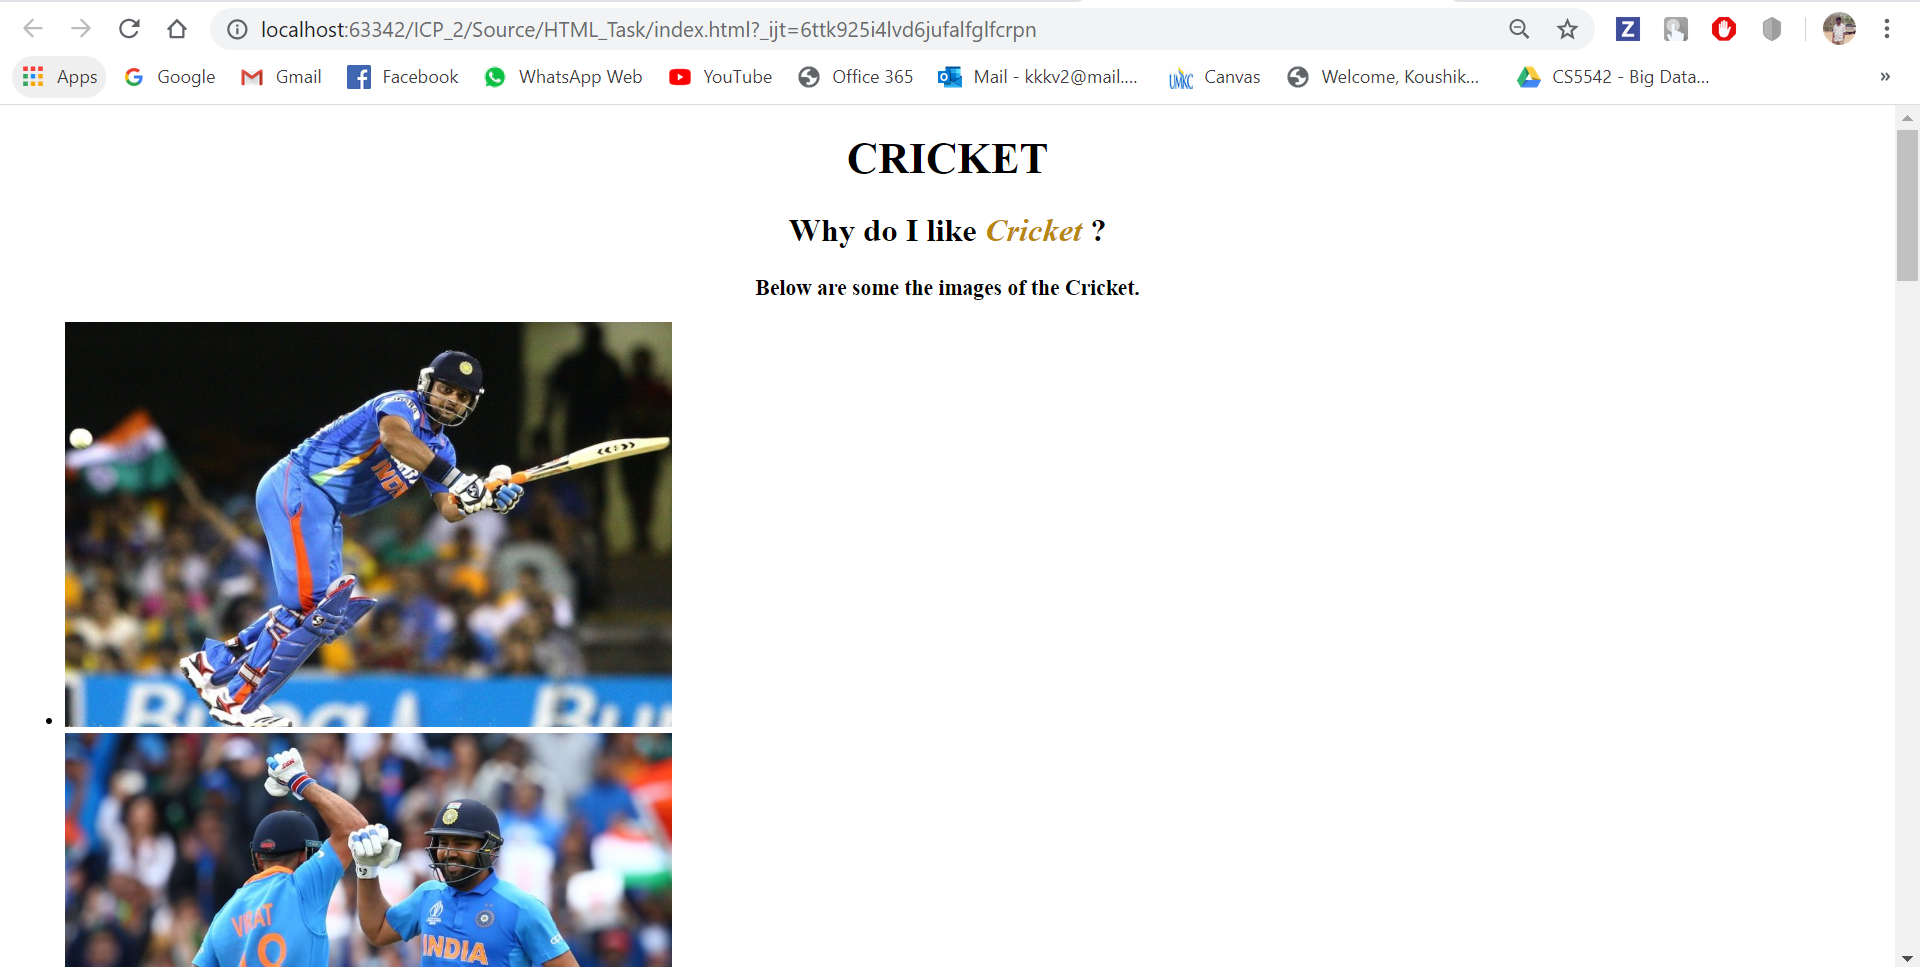 localhost:63342/ICP_2/Source/HTML_Task/index.html?_ijt=6ttk925i4lvd6jufalfglfcrpn
Z
Apps Google Gmail Facebook WhatsApp Web YouTube Office 365 Mail - kkkv2@mail.... UMKC Canvas Welcome, Koushik... CS5542 - Big Data... »
CRICKET
Why do I like Cricket ?
Below are some the images of the Cricket.
INDIA